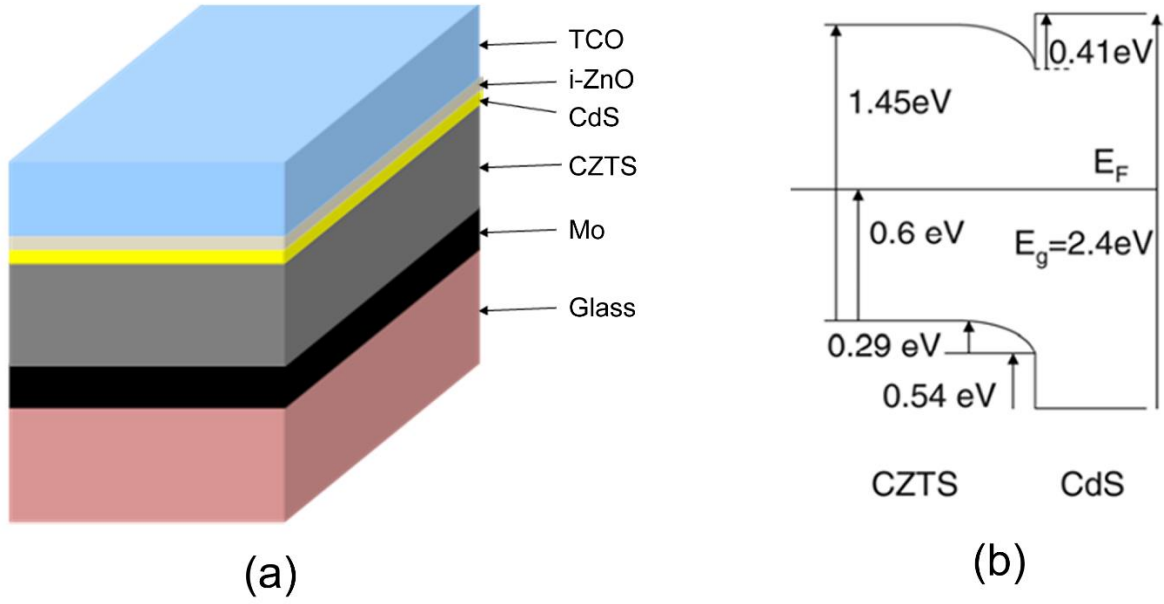 TCO
i-ZnO
CdS
CZTS
Mo
Glass
(a)
0.41eV
1.45eV
E_F
0.6 eV
E_g=2.4eV
0.29 eV
0.54 eV
CZTS
CdS
(b)